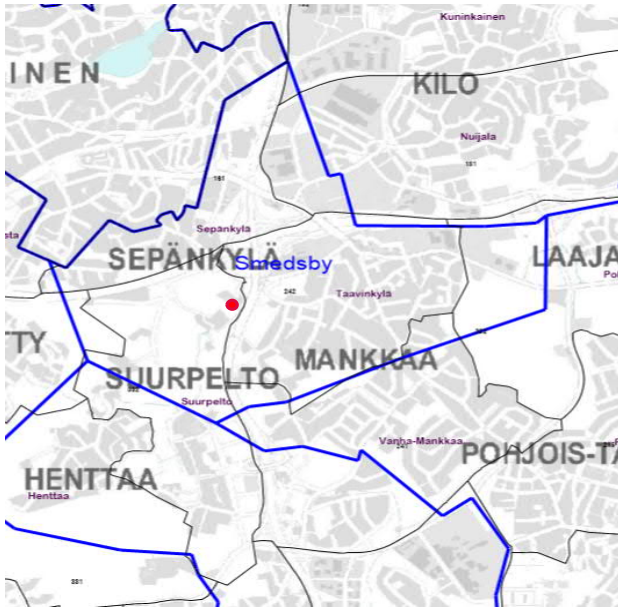 Kuninkainen
INEN
KILO
Nuijala
Sepänkylä
SEPÄNKYLÄ
Smedsby
LAAJA
Taavinkylä
242
TTY
MANKKAA
SUURPELTO
Suurpelto
Vanha-Mankkaa
241
POHJOIS-TA
HENTTAA
Henttaa